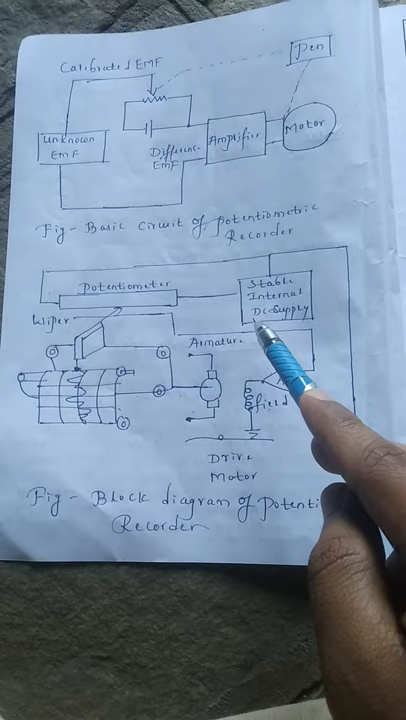 Calibrated EMF
Pen
Unknown
EMF
Difference
EMF
Amplifier
Motor
Fig - Basic Circuit of Potentiometric
Recorder
Potentiometer
Stable
Internal
DC Supply
Wiper
Armature
field
Drive
Motor
Fig - Block diagram of Potenti
Recorder